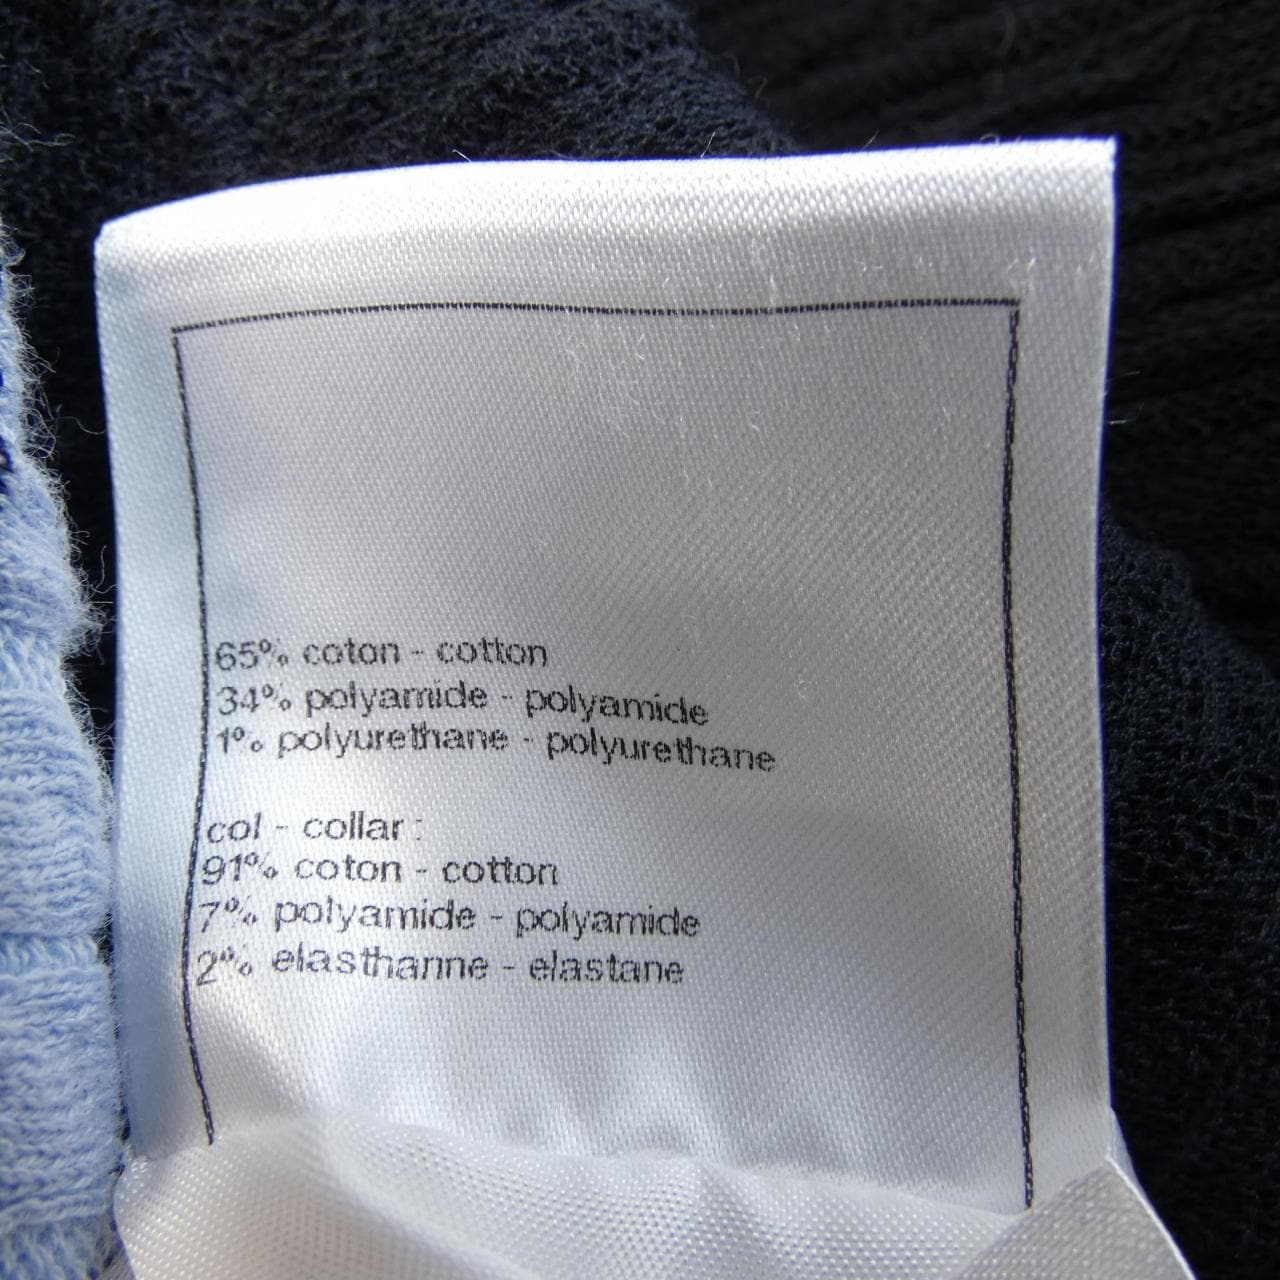 65% coton - cotton
34% polyamide - polyamide
1% polyurethane - polyurethane
col - collar :
91% coton - cotton
7% polyamide - polyamide
2% elasthanne - elastane